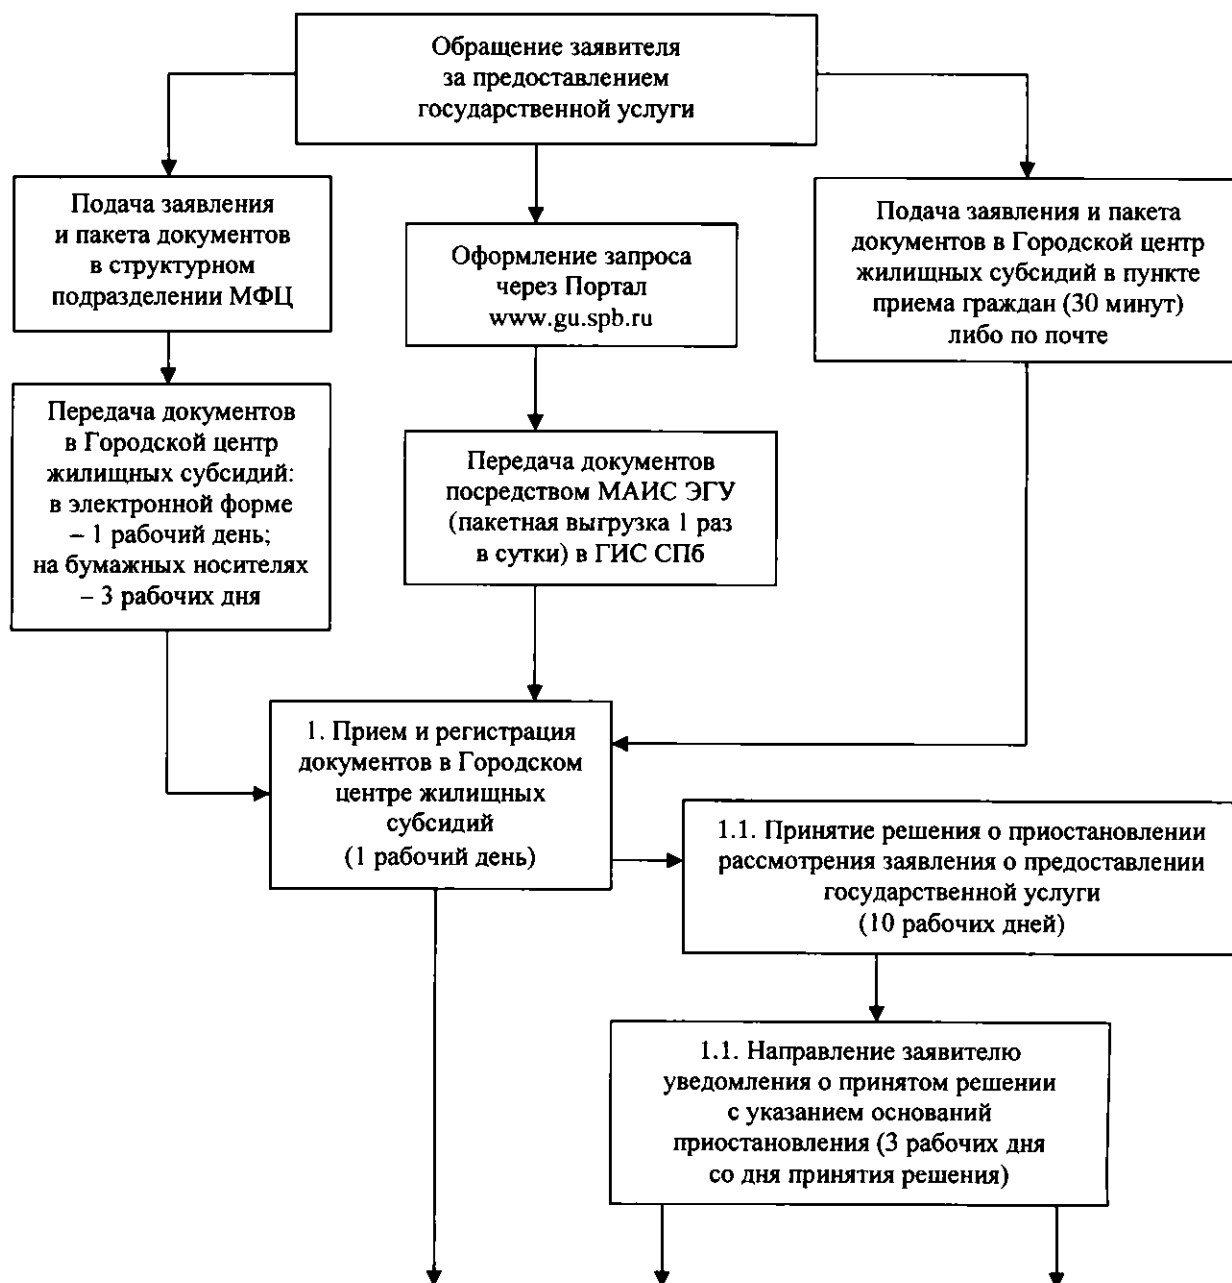 Обращение заявителя
за предоставлением
государственной услуги
Подача заявления
и пакета документов
в структурном
подразделении МФЦ
Оформление запроса
через Портал
www.gu.spb.ru
Подача заявления и пакета
документов в Городской центр
жилищных субсидий в пункте
приема граждан (30 минут)
либо по почте
Передача документов
в Городской центр
жилищных субсидий:
в электронной форме
– 1 рабочий день;
на бумажных носителях
– 3 рабочих дня
Передача документов
посредством МАИС ЭГУ
(пакетная выгрузка 1 раз
в сутки) в ГИС СПб
1. Прием и регистрация
документов в Городском
центре жилищных
субсидий
(1 рабочий день)
1.1. Принятие решения о приостановлении
рассмотрения заявления о предоставлении
государственной услуги
(10 рабочих дней)
1.1. Направление заявителю
уведомления о принятом решении
с указанием оснований
приостановления (3 рабочих дня
со дня принятия решения)